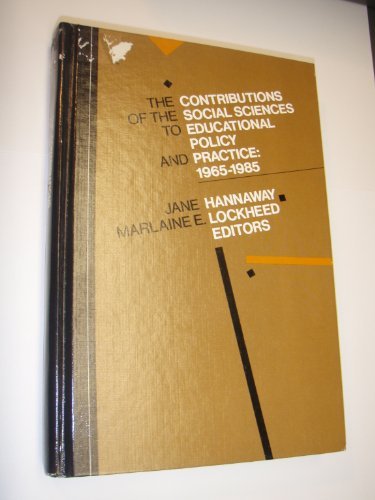 THE CONTRIBUTIONS
OF THE SOCIAL SCIENCES
TO EDUCATIONAL
POLICY
AND PRACTICE:
1965-1985
JANE HANNAWAY
MARLAINE E. LOCKHEED
EDITORS